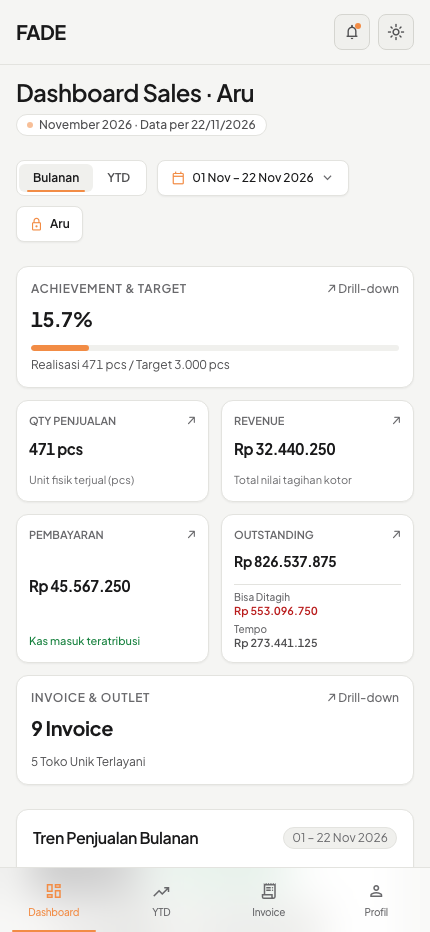 FADE
Dashboard Sales · Aru
November 2026 · Data per 22/11/2026
Bulanan
YTD
01 Nov – 22 Nov 2026
Aru
ACHIEVEMENT & TARGET
Drill-down
15.7%
Realisasi 471 pcs / Target 3.000 pcs
QTY PENJUALAN
471 pcs
Unit fisik terjual (pcs)
REVENUE
Rp 32.440.250
Total nilai tagihan kotor
PEMBAYARAN
Rp 45.567.250
Kas masuk teratribusi
OUTSTANDING
Rp 826.537.875
Bisa Ditagih
Rp 553.096.750
Tempo
Rp 273.441.125
INVOICE & OUTLET
Drill-down
9 Invoice
5 Toko Unik Terlayani
Tren Penjualan Bulanan
01 – 22 Nov 2026
Dashboard
YTD
Invoice
Profil